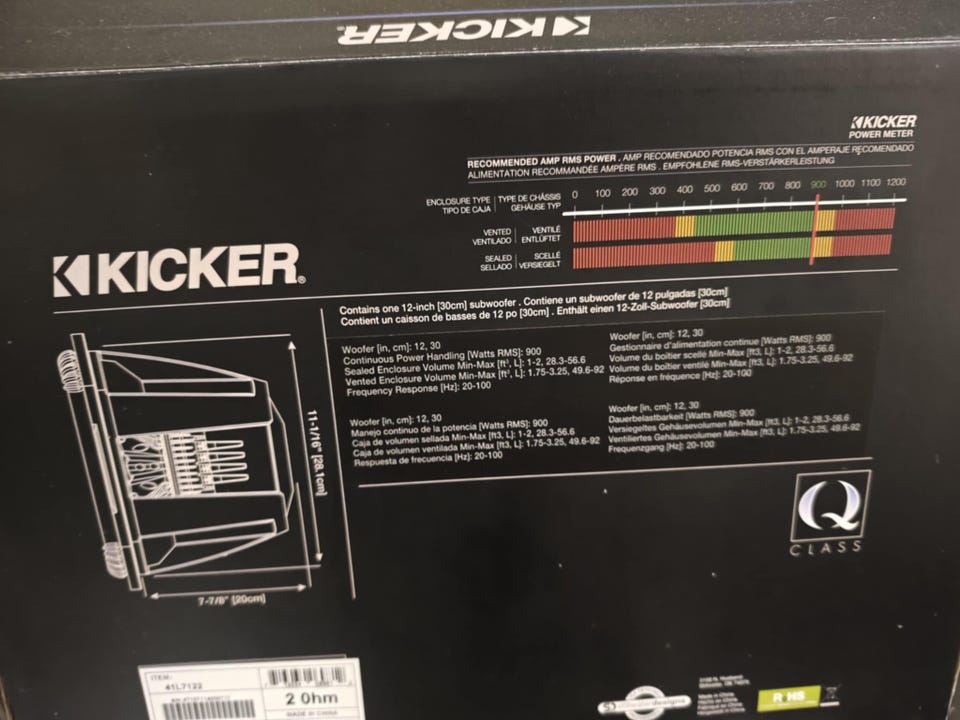 KICKER
KICKER
POWER METER
RECOMMENDED AMP RMS POWER . AMP RECOMENDADO POTENCIA RMS CON EL AMPERAJE RECOMENDADO
ALIMENTATION RECOMMANDÉE AMPÈRE RMS . EMPFOHLENE RMS-VERSTÄRKERLEISTUNG
ENCLOSURE TYPE | TYPE DE CHÂSSIS
TIPO DE CAJA | GEHÄUSE TYP
0 100 200 300 400 500 600 700 800 900 1000 1100 1200
VENTED | VENTILÉ
VENTILADO | ENTLÜFTET
SEALED | SCELLÉ
SELLADO | VERSIEGELT
KICKER®
Contains one 12-inch [30cm] subwoofer . Contiene un subwoofer de 12 pulgadas [30cm]
Contient un caisson de basses de 12 po [30cm] . Enthält einen 12-Zoll-Subwoofer [30cm]
Woofer [in, cm]: 12, 30
Continuous Power Handling [Watts RMS]: 900
Sealed Enclosure Volume Min-Max [ft³, L]: 1-2, 28.3-56.6
Vented Enclosure Volume Min-Max [ft³, L]: 1.75-3.25, 49.6-92
Frequency Response [Hz]: 20-100
Woofer [in, cm]: 12, 30
Gestionnaire d'alimentation continue [Watts RMS]: 900
Volume du boîtier scellé Min-Max [ft3, L]: 1-2, 28.3-56.6
Volume du boîtier ventilé Min-Max [ft3, L]: 1.75-3.25, 49.6-92
Réponse en fréquence [Hz]: 20-100
Woofer [in, cm]: 12, 30
Manejo continuo de la potencia [Watts RMS]: 900
Caja de volumen sellada Min-Max [ft3, L]: 1-2, 28.3-56.6
Caja de volumen ventilada Min-Max [ft3, L]: 1.75-3.25, 49.6-92
Respuesta de frecuencia [Hz]: 20-100
Woofer [in, cm]: 12, 30
Dauerbelastbarkeit [Watts RMS]: 900
Versiegeltes Gehäusevolumen Min-Max [ft3, L]: 1-2, 28.3-56.6
Ventiliertes Gehäusevolumen Min-Max [ft3, L]: 1.75-3.25, 49.6-92
Frequenzgang [Hz]: 20-100
11-1/16" [28.1cm]
7-7/8" [20cm]
Q
CLASS
ITEM:
41L7122
2 Ohm
MADE IN CHINA
stillwaterdesigns
Made in China
RoHS